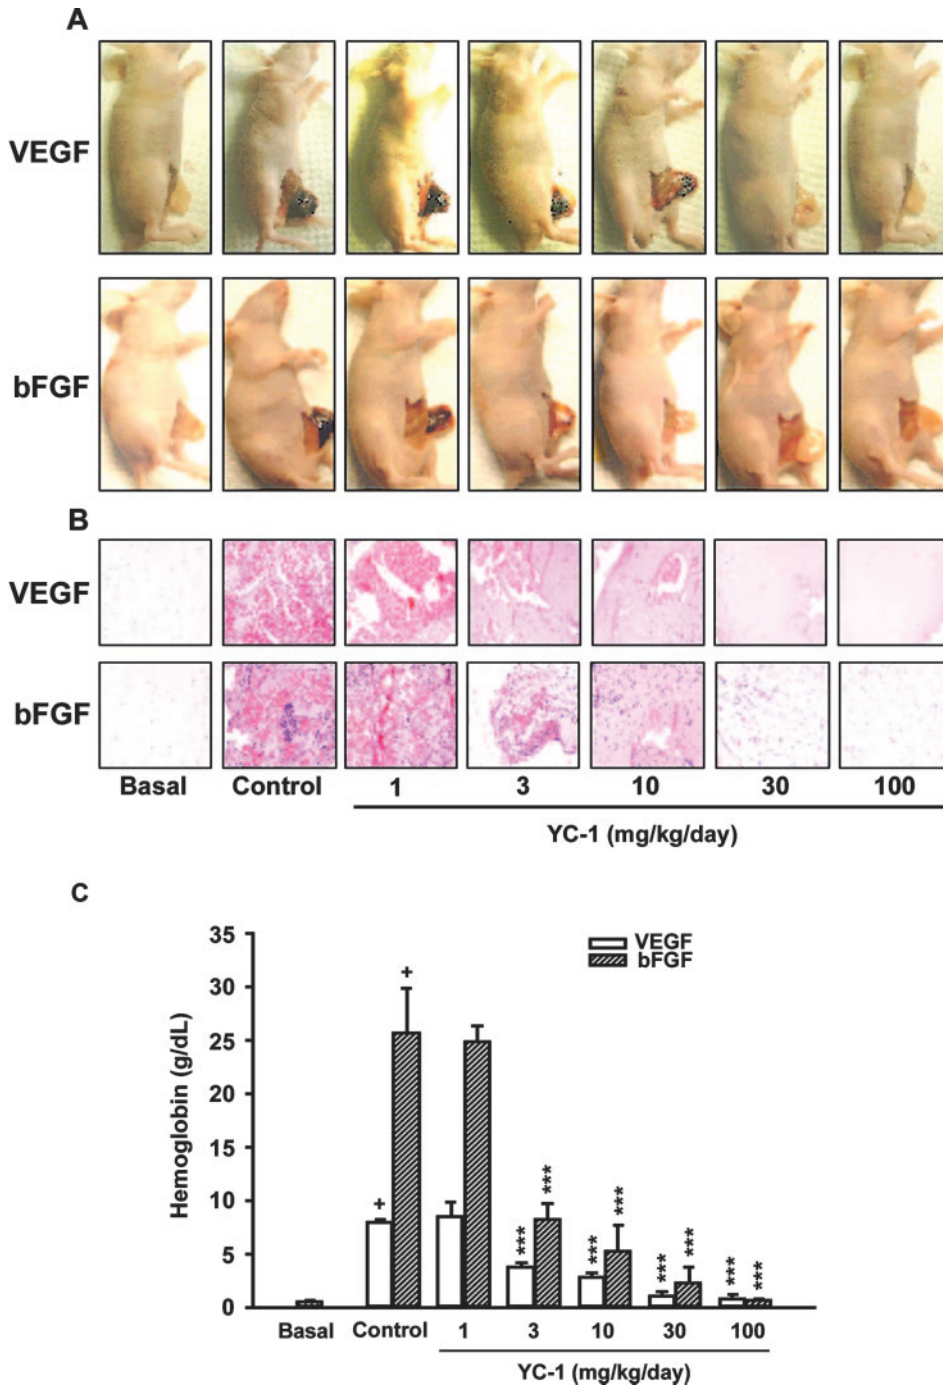 A
VEGF
bFGF
B
VEGF
bFGF
Basal Control 1 3 10 30 100
YC-1 (mg/kg/day)
C
35
30
25
20
15
10
5
0
Hemoglobin (g/dL)
VEGF
bFGF
+
+
***
***
***
***
***
***
***
***
Basal Control 1 3 10 30 100
YC-1 (mg/kg/day)